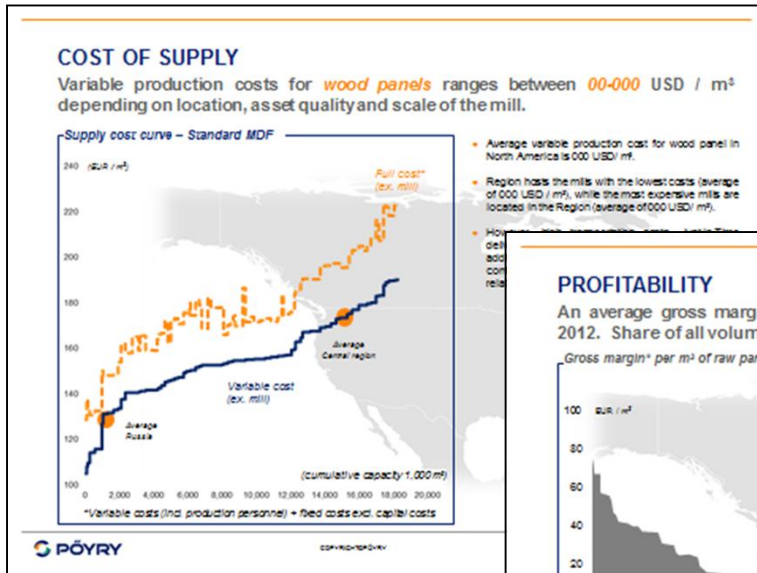 COST OF SUPPLY
Variable production costs for wood panels ranges between 00-000 USD / m³
depending on location, asset quality and scale of the mill.
Supply cost curve – Standard MDF
240 (EUR / m³)
220
200
180
160
140
120
100
Full cost*
(ex. mill)
Average
Central region
Variable cost
(ex. mill)
Average
Russia
(cumulative capacity 1,000 m³)
0 2,000 4,000 6,000 8,000 10,000 12,000 14,000 16,000 18,000 20,000
*Variable costs (incl. production personnel) + fixed costs excl. capital costs
• Average variable production cost for wood panel in
North America is 000 USD/ m³.
• Region hosts the mills with the lowest costs (average
of 000 USD / m³), while the most expensive mills are
located in the Region (average of 000 USD/ m³).
PÖYRY
COPYRIGHT©PÖYRY
PROFITABILITY
An average gross marg
2012. Share of all volum
Gross margin* per m³ of raw par
100 EUR / m³
80
60
40
20